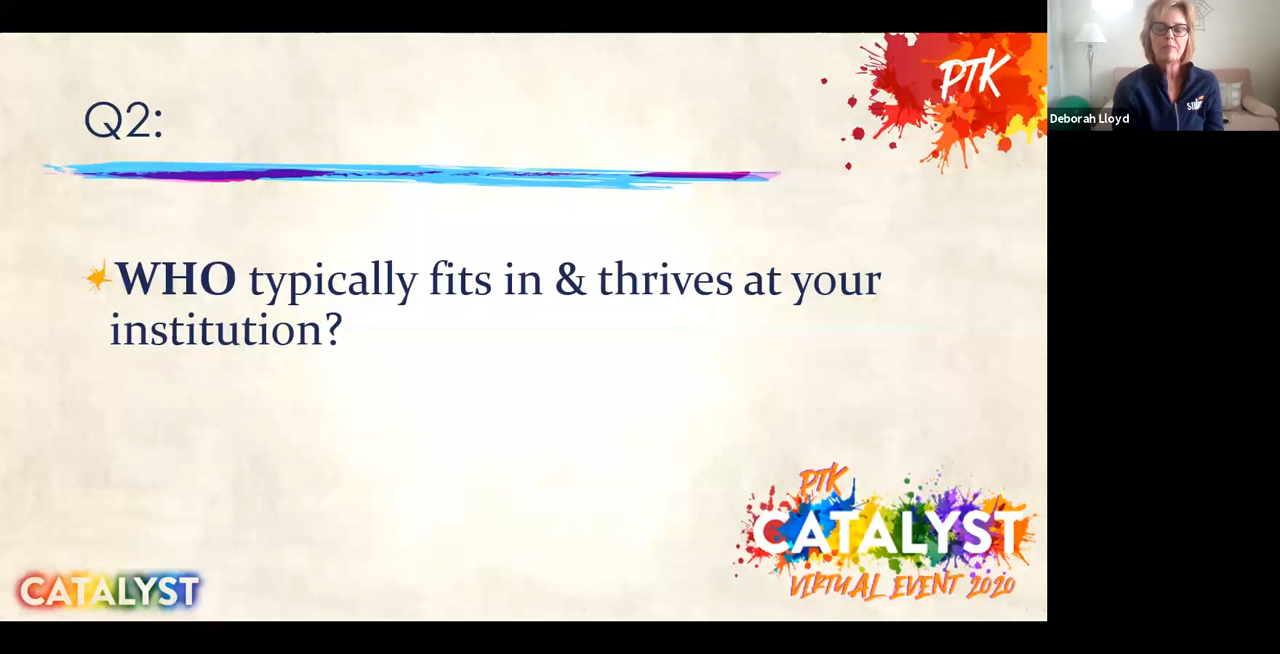 Q2:
PTK
Deborah Lloyd
WHO typically fits in & thrives at your
institution?
PTK
CATALYST
VIRTUAL EVENT 2020
CATALYST